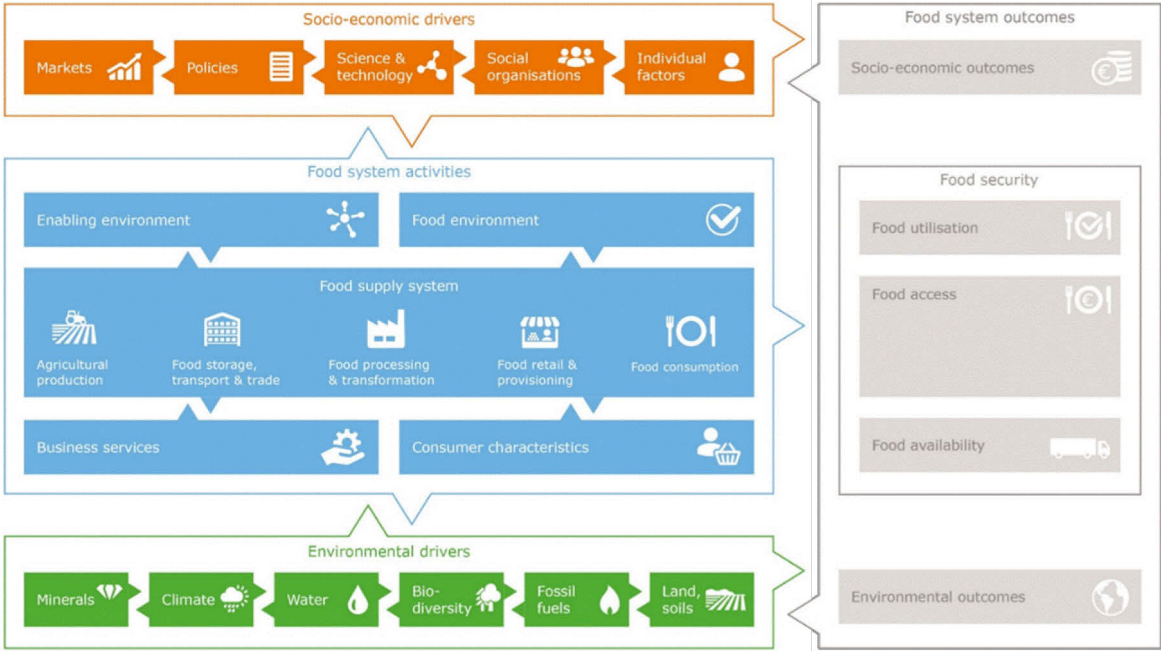 Socio-economic drivers
Markets
Policies
Science &
technology
Social
organisations
Individual
factors
Food system activities
Enabling environment
Food environment
Food supply system
Agricultural
production
Food storage,
transport & trade
Food processing
& transformation
Food retail &
provisioning
Food consumption
Business services
Consumer characteristics
Environmental drivers
Minerals
Climate
Water
Bio-
diversity
Fossil
fuels
Land,
soils
Food system outcomes
Socio-economic outcomes
€
Food security
Food utilisation
Food access
€
Food availability
Environmental outcomes